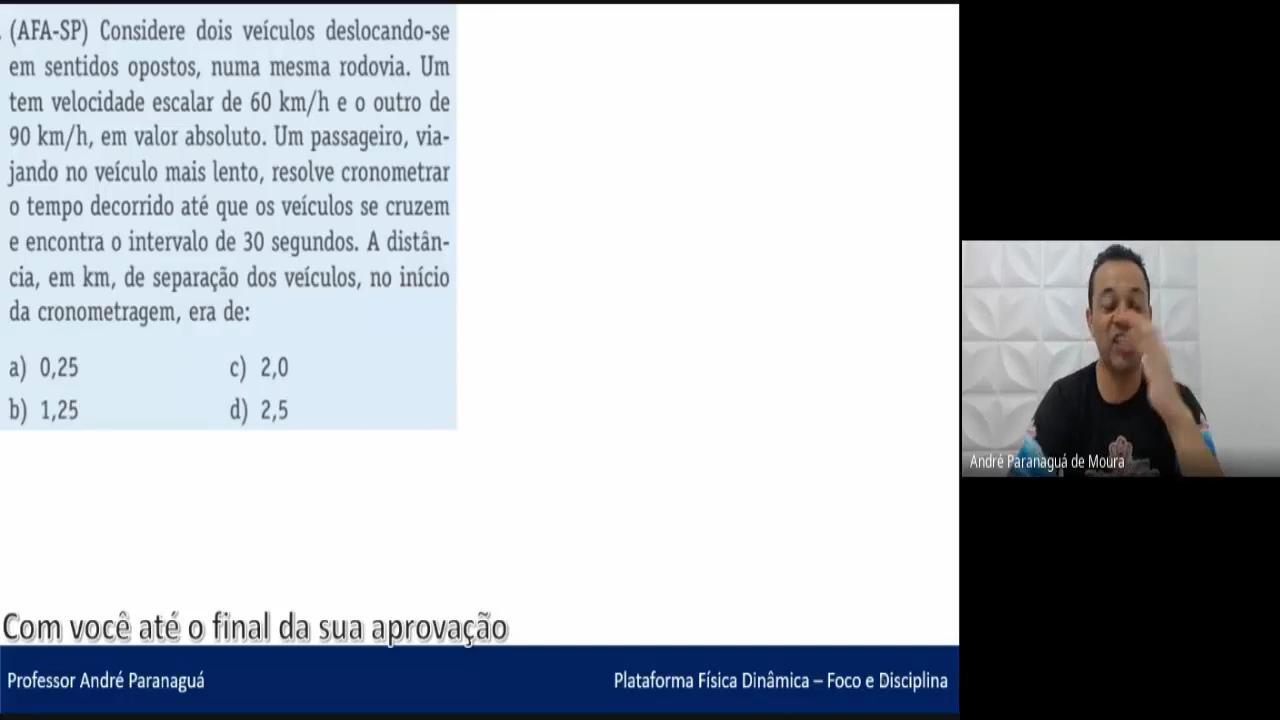 (AFA-SP) Considere dois veículos deslocando-se
em sentidos opostos, numa mesma rodovia. Um
tem velocidade escalar de 60 km/h e o outro de
90 km/h, em valor absoluto. Um passageiro, via-
jando no veículo mais lento, resolve cronometrar
o tempo decorrido até que os veículos se cruzem
e encontra o intervalo de 30 segundos. A distân-
cia, em km, de separação dos veículos, no início
da cronometragem, era de:
a) 0,25 c) 2,0
b) 1,25 d) 2,5
André Paranaguá de Moura
Com você até o final da sua aprovação
Professor André Paranaguá Plataforma Física Dinâmica – Foco e Disciplina